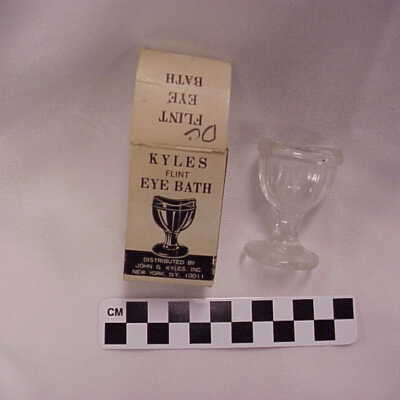 FLINT
EYE
BATH
KYLES
FLINT
EYE BATH
DISTRIBUTED BY
JOHN G. KYLES, INC.
NEW YORK, N.Y. 10011
CM